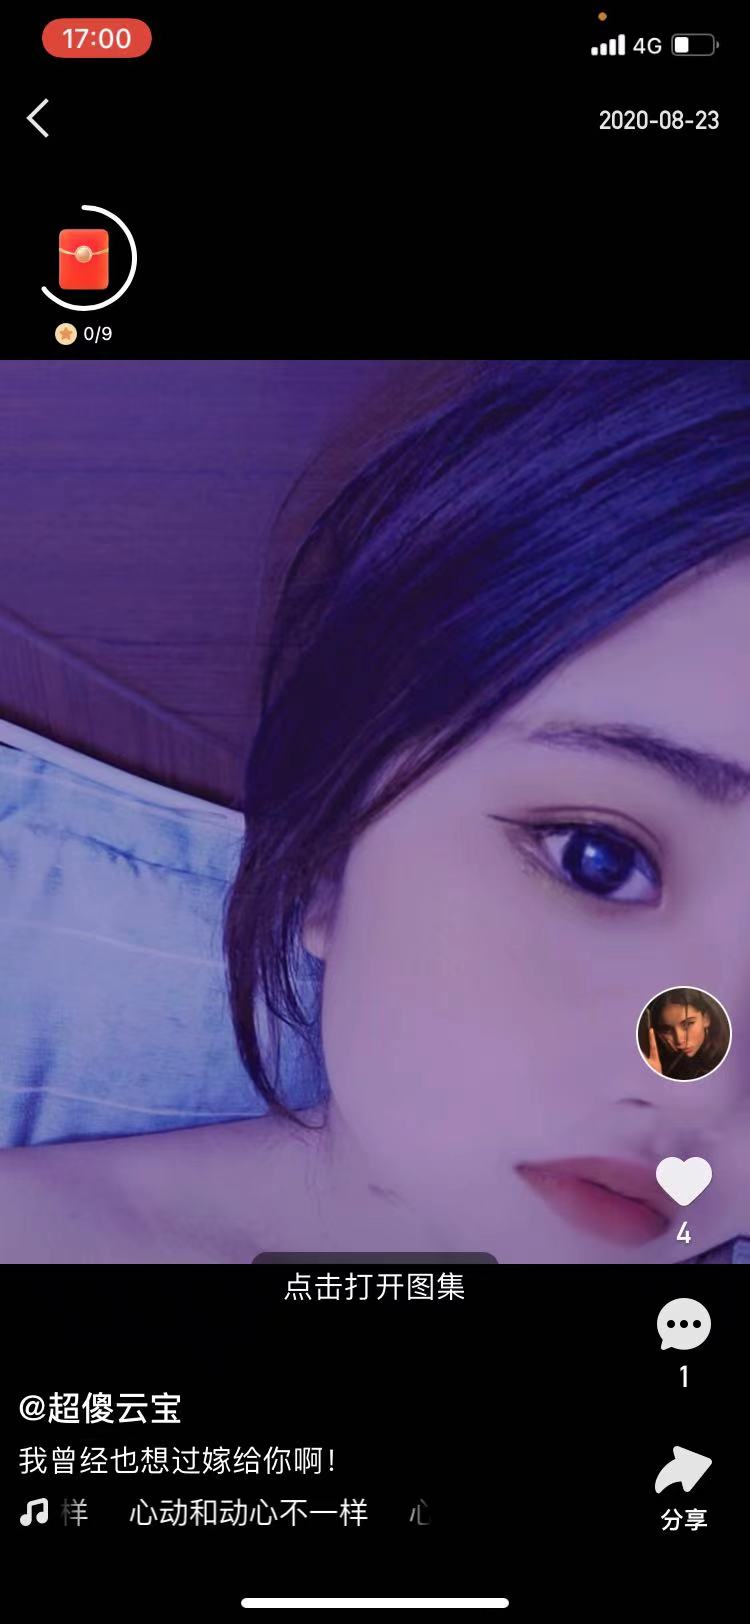 17:00
4G
2020-08-23
0/9
4
点击打开图集
1
@超傻云宝
我曾经也想过嫁给你啊！
样 心动和动心不一样 心
分享